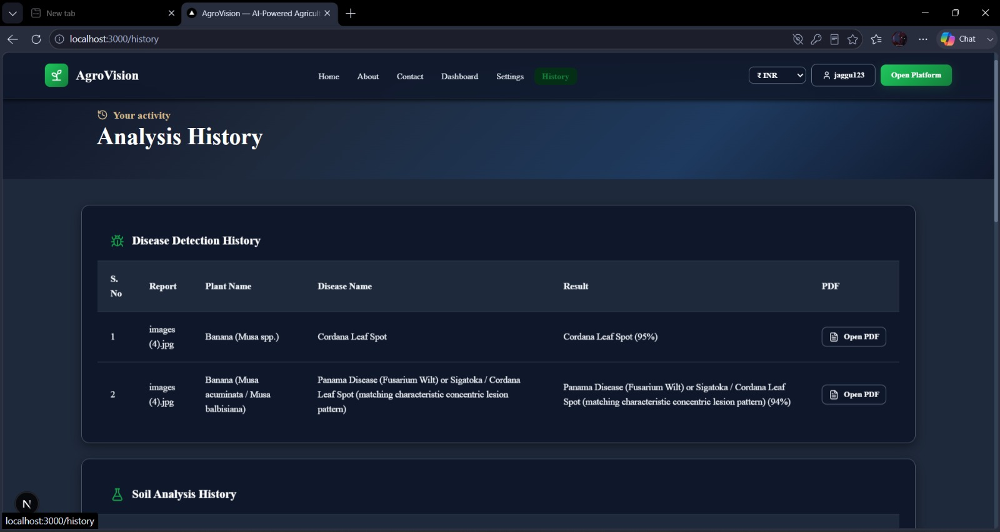 New tab
AgroVision — AI-Powered Agricult
localhost:3000/history
Chat
AgroVision
Home
About
Contact
Dashboard
Settings
History
₹ INR
jaggu123
Open Platform
Your activity
Analysis History
Disease Detection History
S.
No
Report
Plant Name
Disease Name
Result
PDF
1
images
(4).jpg
Banana (Musa spp.)
Cordana Leaf Spot
Cordana Leaf Spot (95%)
Open PDF
2
images
(4).jpg
Banana (Musa
acuminata / Musa
balbisiana)
Panama Disease (Fusarium Wilt) or Sigatoka / Cordana
Leaf Spot (matching characteristic concentric lesion
pattern)
Panama Disease (Fusarium Wilt) or Sigatoka / Cordana Leaf
Spot (matching characteristic concentric lesion pattern) (94%)
Open PDF
Soil Analysis History
N
localhost:3000/history